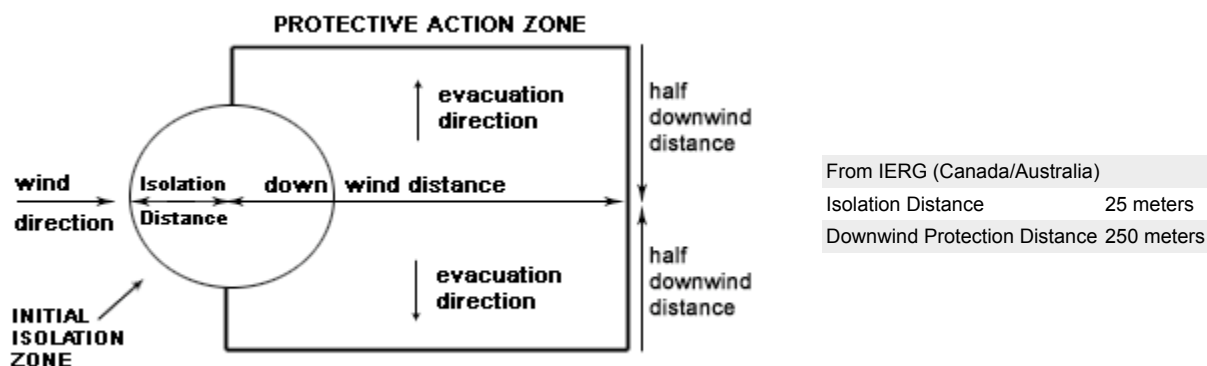 PROTECTIVE ACTION ZONE
evacuation
direction
half
downwind
distance
wind
direction
Isolation
Distance
down wind distance
evacuation
direction
half
downwind
distance
INITIAL
ISOLATION
ZONE
From IERG (Canada/Australia)
Isolation Distance 25 meters
Downwind Protection Distance 250 meters